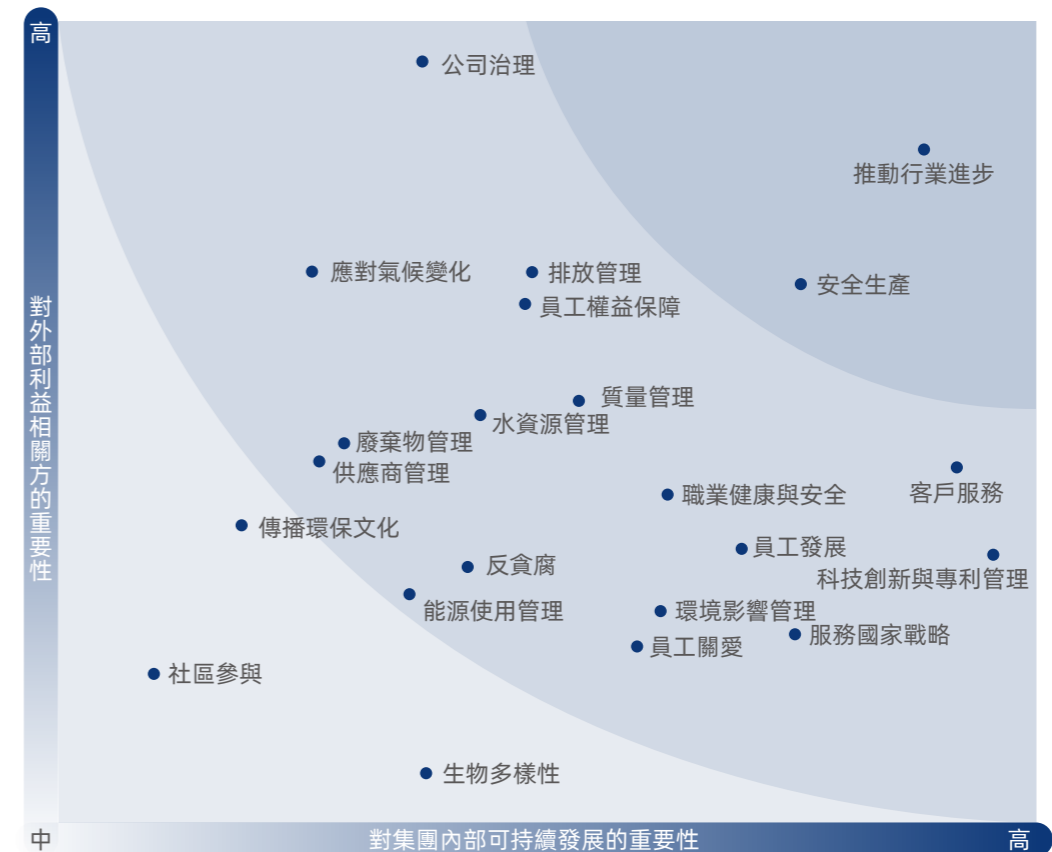 高
公司治理
推動行業進步
應對氣候變化
排放管理
安全生產
員工權益保障
對外部利益相關方的重要性
質量管理
水資源管理
廢棄物管理
供應商管理
職業健康與安全
客戶服務
傳播環保文化
員工發展
反貪腐
科技創新與專利管理
能源使用管理
環境影響管理
服務國家戰略
員工關愛
社區參與
生物多樣性
中
對集團內部可持續發展的重要性
高